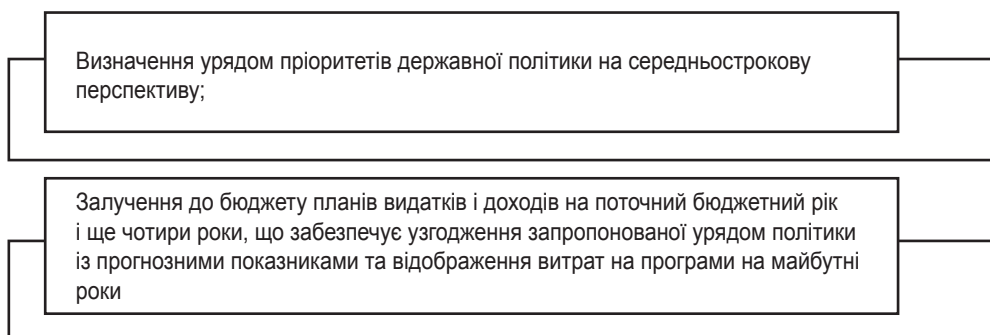 Визначення урядом пріоритетів державної політики на середньострокову
перспективу;
Залучення до бюджету планів видатків і доходів на поточний бюджетний рік
і ще чотири роки, що забезпечує узгодження запропонованої урядом політики
із прогнозними показниками та відображення витрат на програми на майбутні
роки